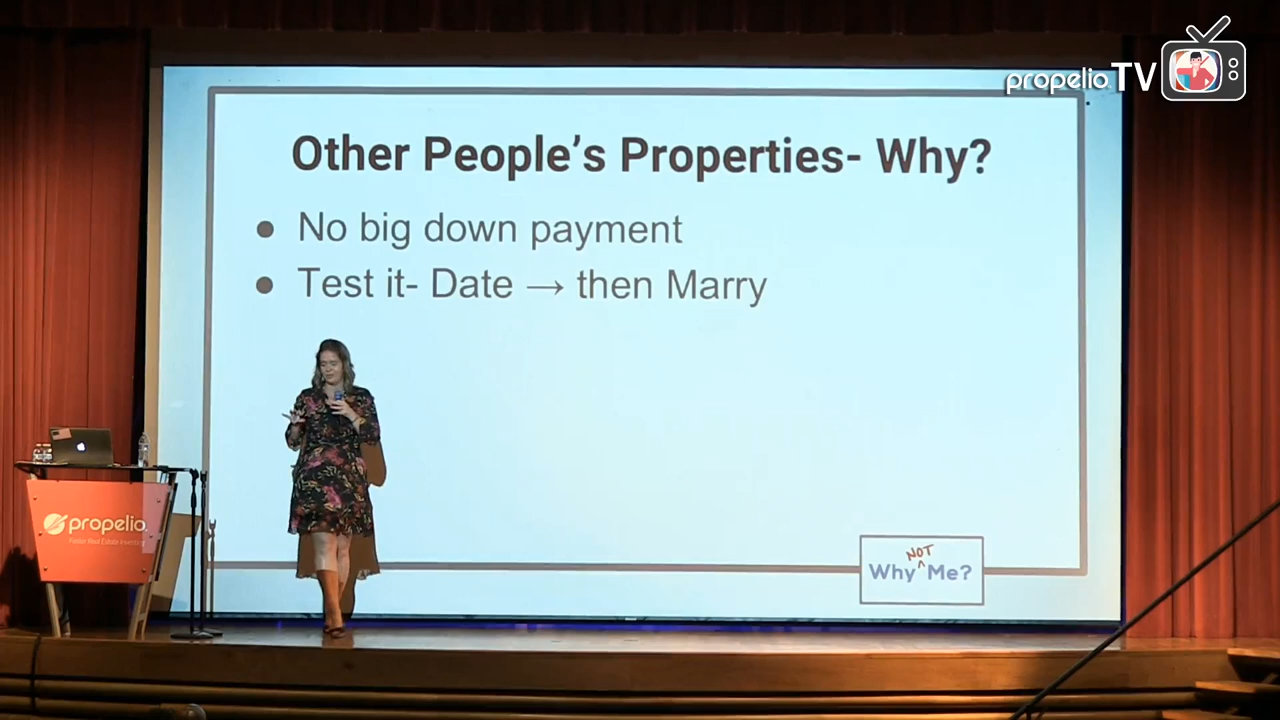 propelio TV
Other People's Properties- Why?
● No big down payment
● Test it- Date → then Marry
propelio.
NOT
Why ^ Me?